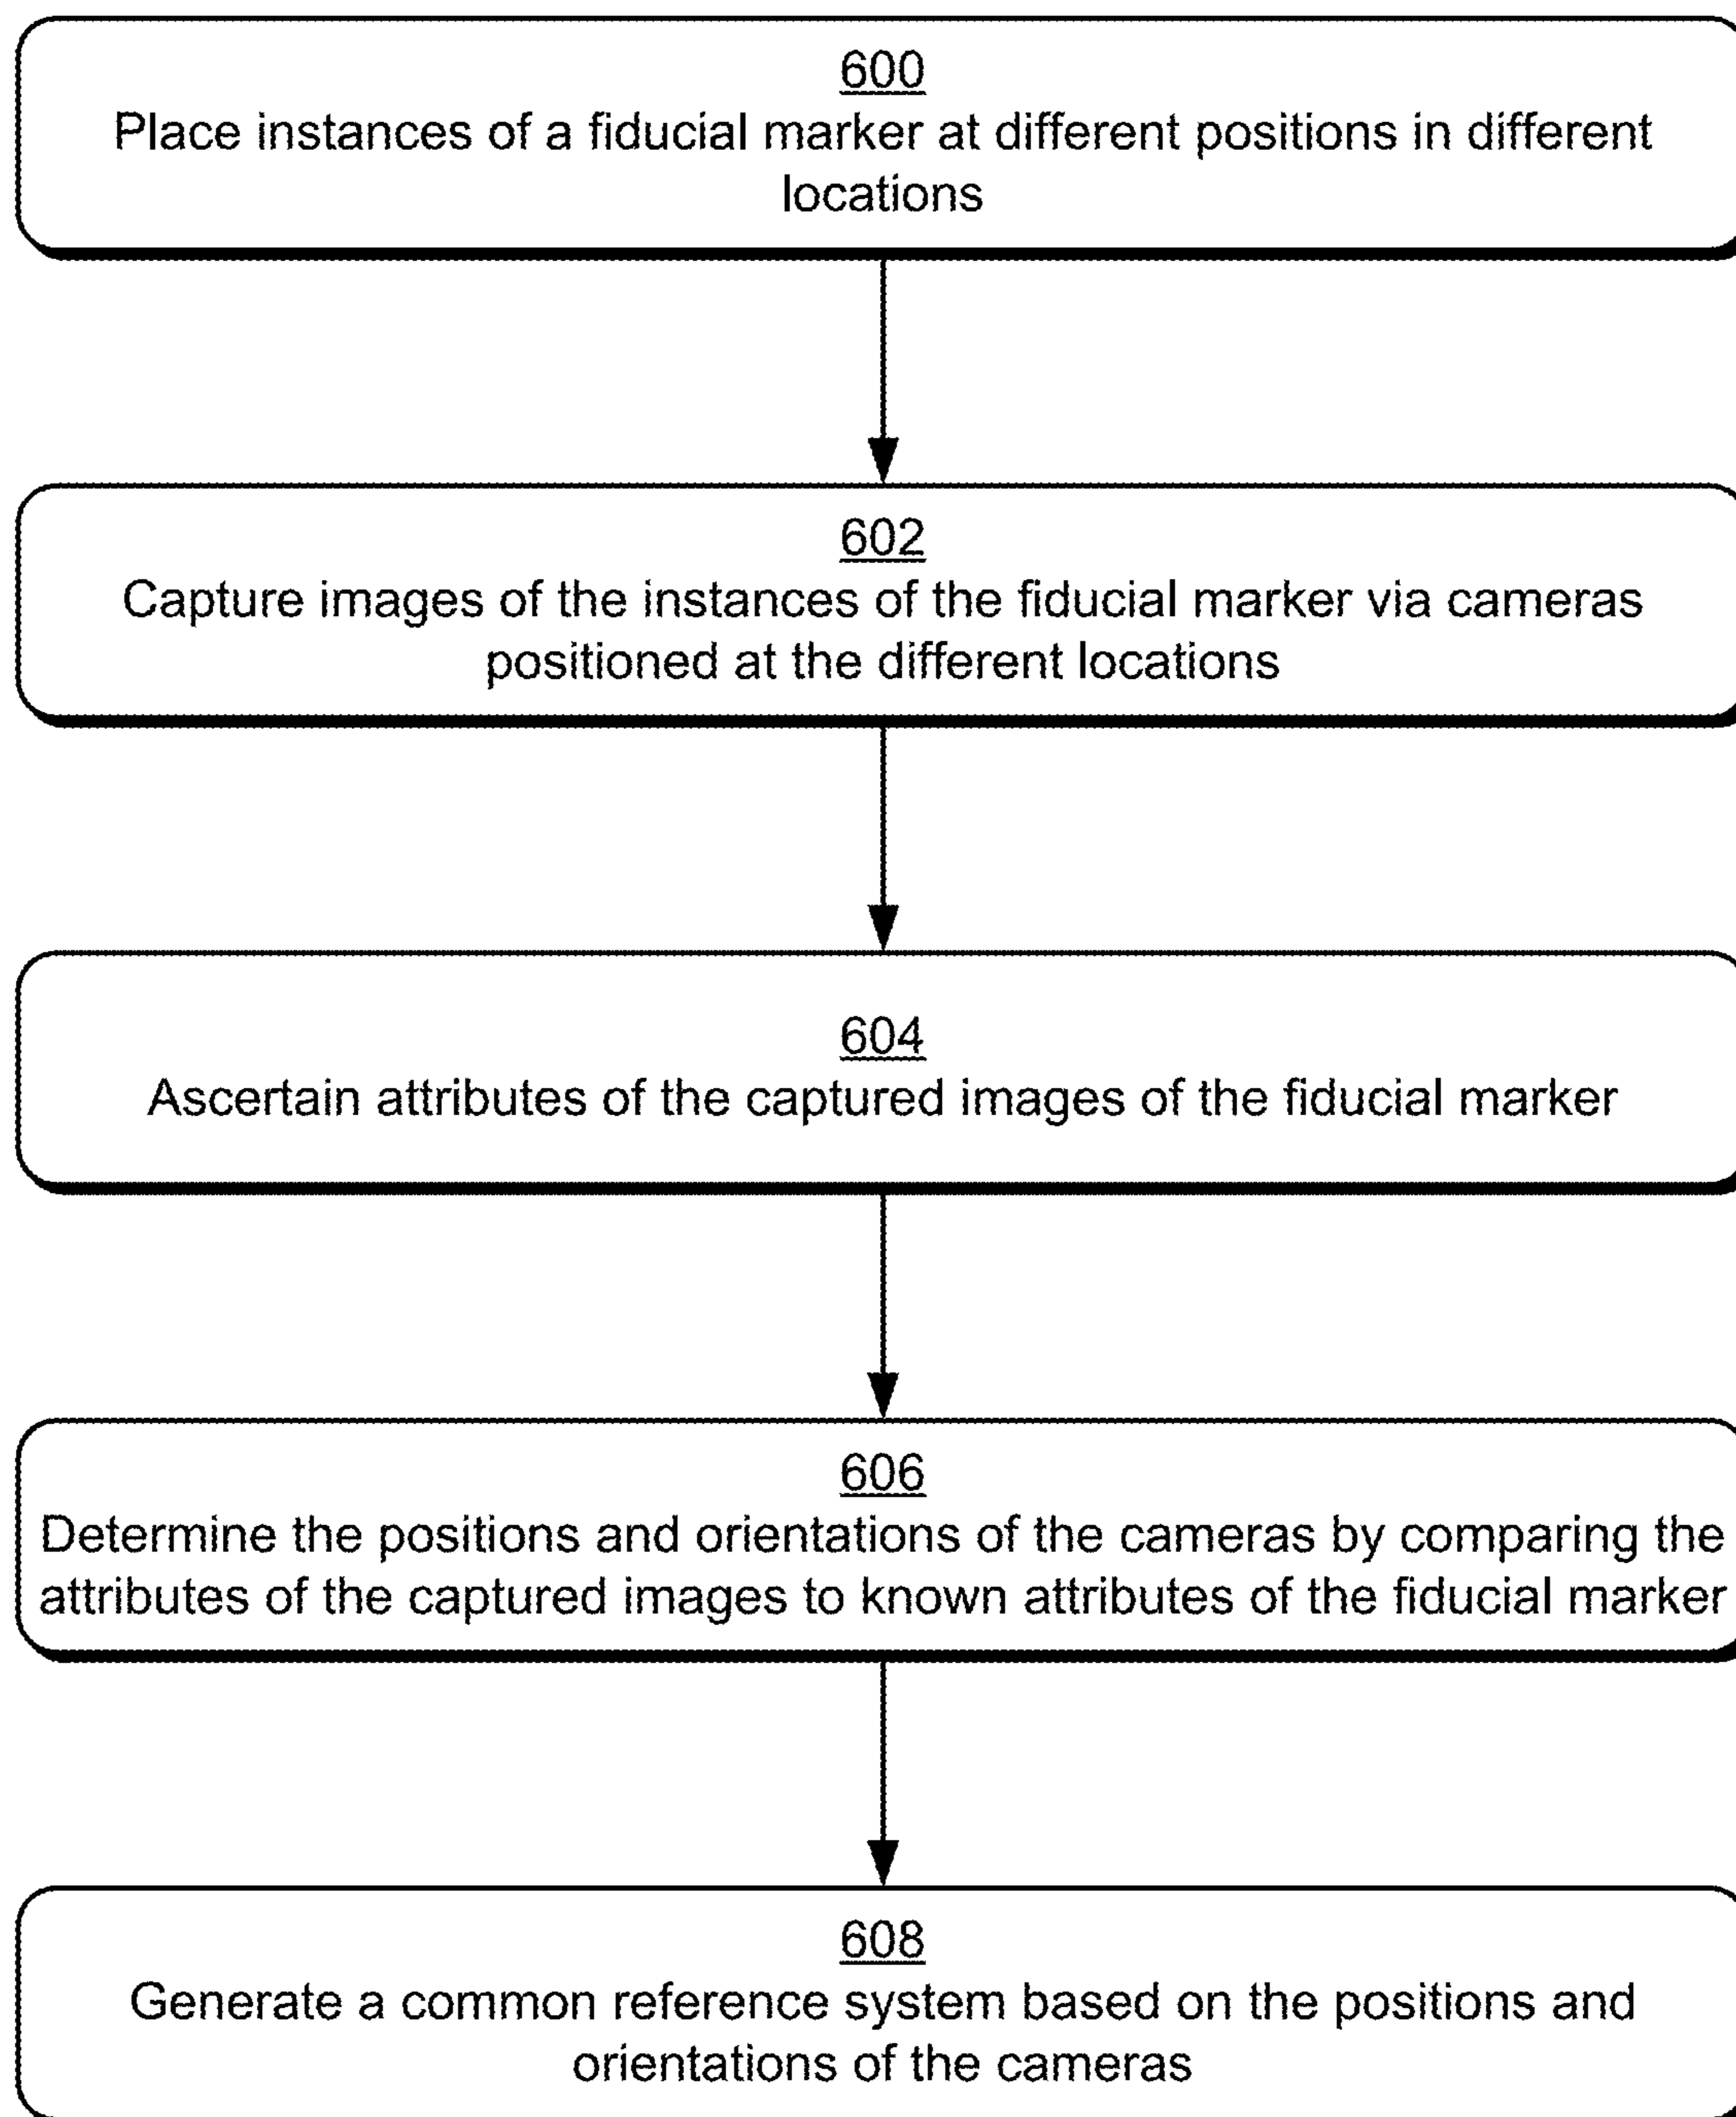 600
Place instances of a fiducial marker at different positions in different
locations
602
Capture images of the instances of the fiducial marker via cameras
positioned at the different locations
604
Ascertain attributes of the captured images of the fiducial marker
606
Determine the positions and orientations of the cameras by comparing the
attributes of the captured images to known attributes of the fiducial marker
608
Generate a common reference system based on the positions and
orientations of the cameras